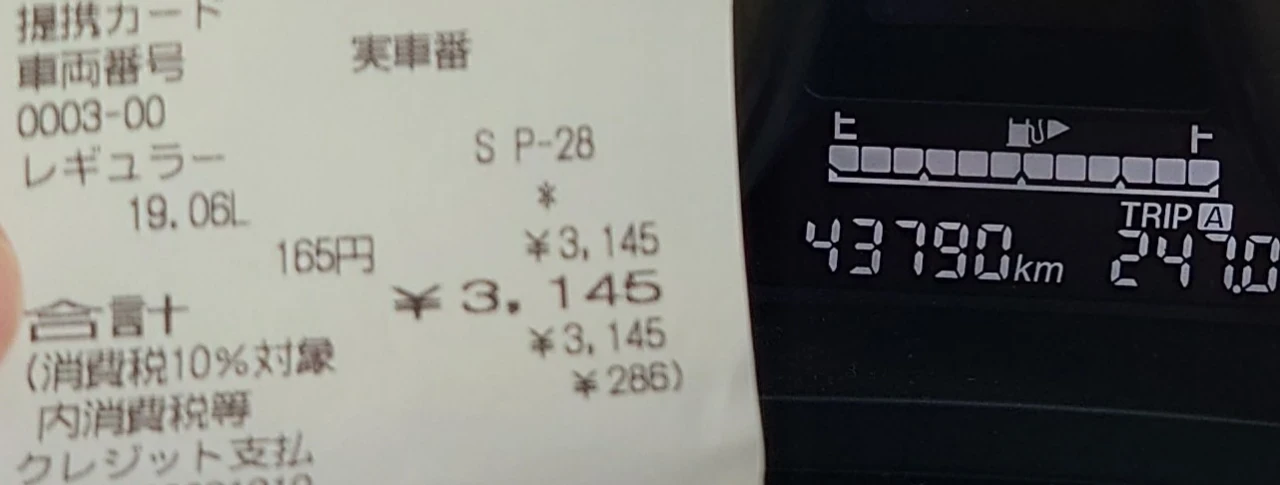 提携カード
車両番号 実車番
0003-00
レギュラー S P-28
19.06L *
165円 ¥3,145
合計 ¥3,145
(消費税10%対象 ¥3,145
内消費税等 ¥286)
クレジット支払
E F
TRIP A
43790km 247.0